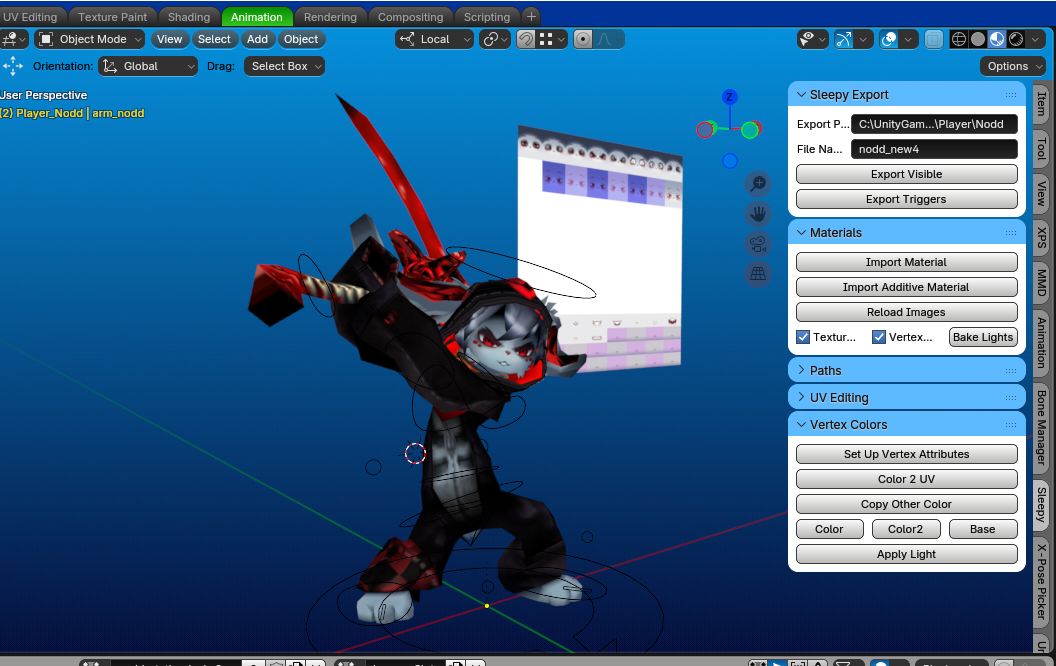 UV Editing Texture Paint Shading Animation Rendering Compositing Scripting +
Object Mode View Select Add Object Local
Orientation: Global Drag: Select Box Options
User Perspective
(2) Player_Nodd | arm_nodd
Z
Sleepy Export
Export P... C:\UnityGam...\Player\Nodd
File Na... nodd_new4
Export Visible
Export Triggers
Materials
Import Material
Import Additive Material
Reload Images
Textur... Vertex... Bake Lights
Paths
UV Editing
Vertex Colors
Set Up Vertex Attributes
Color 2 UV
Copy Other Color
Color Color2 Base
Apply Light
Item
Tool
View
XPS
MMD
Animation
Bone Manager
Sleepy
X-Pose Picker